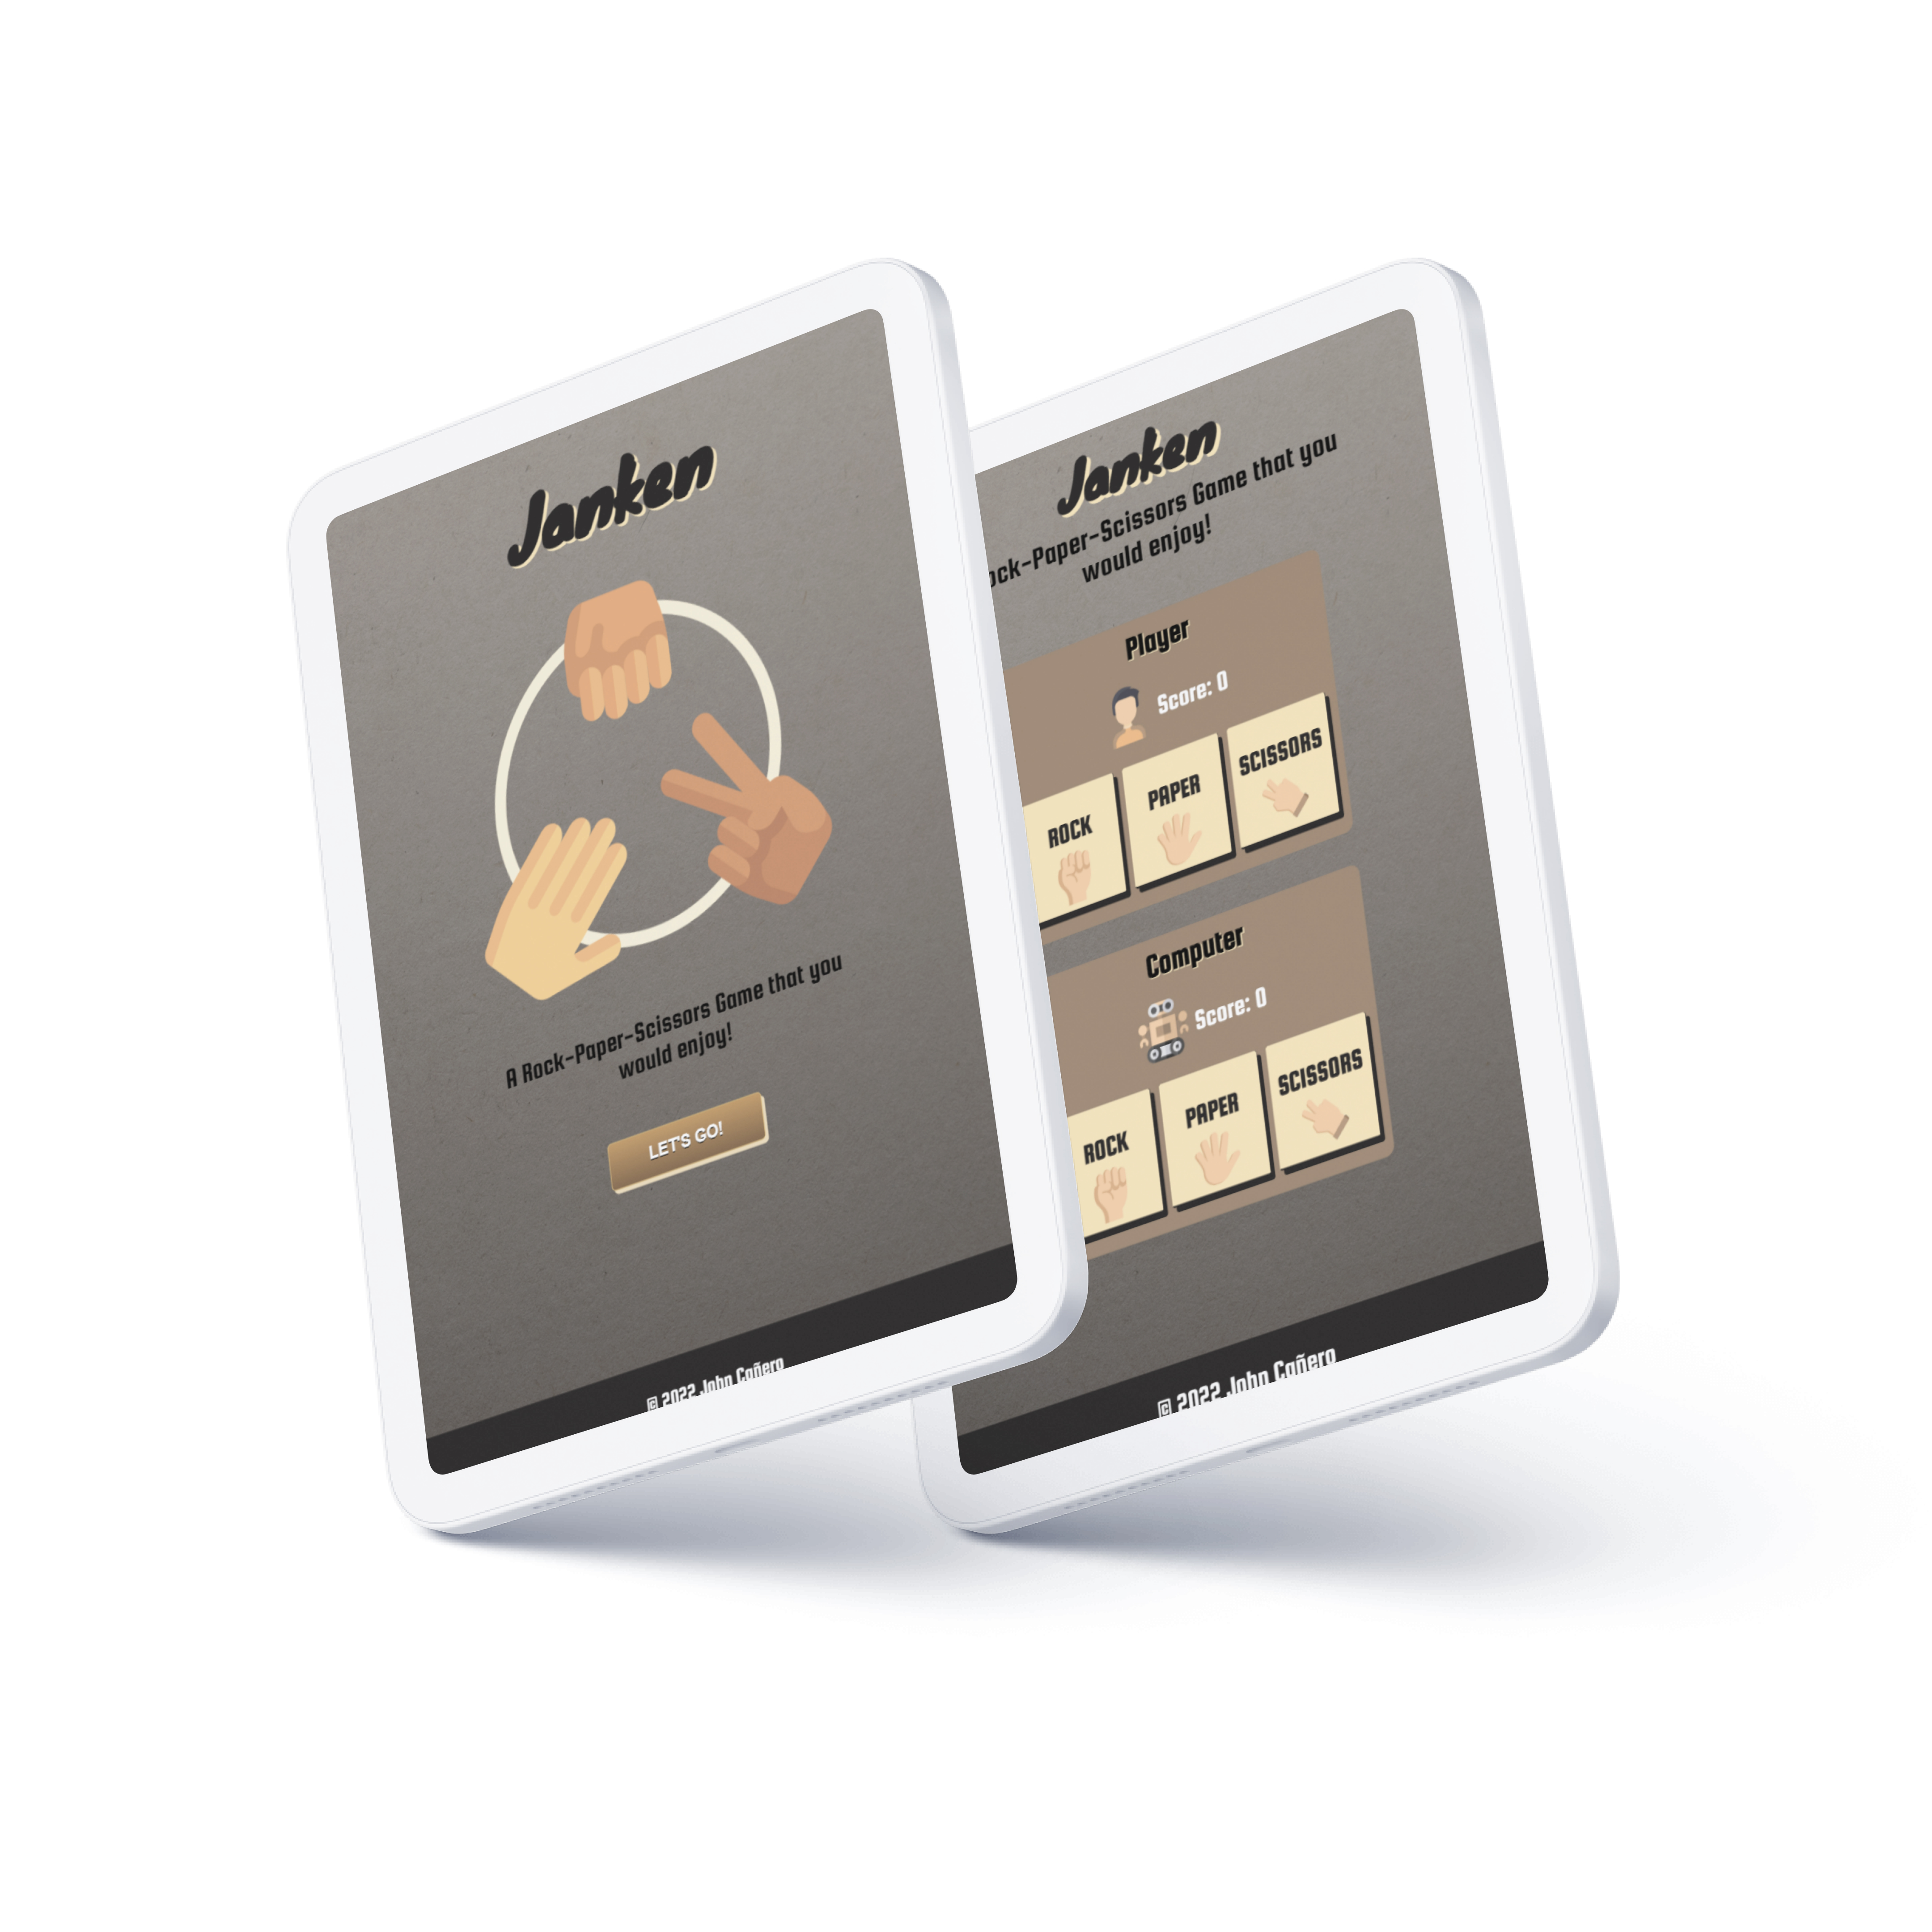 Janken
A Rock-Paper-Scissors Game that you
would enjoy!
LET'S GO!
© 2022 John Cañero
Janken
-Paper-Scissors Game that you
would enjoy!
Player
Score: 0
ROCK PAPER SCISSORS
Computer
Score: 0
ROCK PAPER SCISSORS
© 2022 John Cañero